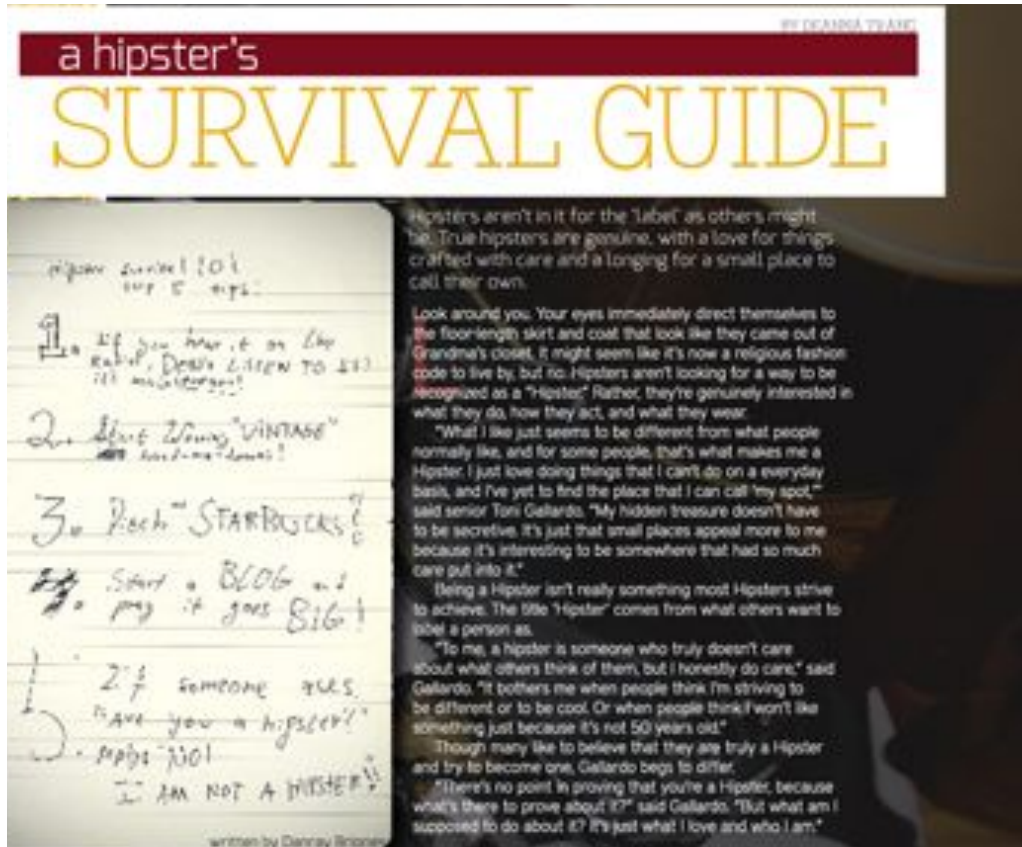 BY DEANNA TRANG
a hipster's
SURVIVAL GUIDE
Hipster survival 101
top 5 tips:
1. If you hear it on the
Radio, Don't LISTEN TO IT?
it's mainstream!
2. Start Wearing "VINTAGE"
hand-me-downs!
3. Ditch "STARBUCKS"!
4. Start a BLOG and
pray it goes BIG!
5. If someone asks,
"Are you a hipster?"
reply "NO!
I AM NOT A HIPSTER"!!
written by Danray Briones
Hipsters aren't in it for the "label" as others might
be. True hipsters are genuine, with a love for things
crafted with care and a longing for a small place to
call their own.
Look around you. Your eyes immediately direct themselves to
the floor-length skirt and coat that look like they came out of
Grandma's closet. It might seem like it's now a religious fashion
code to live by, but no. Hipsters aren't looking for a way to be
recognized as a "Hipster." Rather, they're genuinely interested in
what they do, how they act, and what they wear.
"What I like just seems to be different from what people
normally like, and for some people, that's what makes me a
Hipster. I just love doing things that I can't do on a everyday
basis, and I've yet to find the place that I can call 'my spot,'"
said senior Toni Gallardo. "My hidden treasure doesn't have
to be secretive. It's just that small places appeal more to me
because it's interesting to be somewhere that had so much
care put into it."
Being a Hipster isn't really something most Hipsters strive
to achieve. The title "Hipster" comes from what others want to
label a person as.
"To me, a hipster is someone who truly doesn't care
about what others think of them, but I honestly do care," said
Gallardo. "It bothers me when people think I'm striving to
be different or to be cool. Or when people think I won't like
something just because it's not 50 years old."
Though many like to believe that they are truly a Hipster
and try to become one, Gallardo begs to differ.
"There's no point in proving that you're a Hipster, because
what's there to prove about it?" said Gallardo. "But what am I
supposed to do about it? It's just what I love and who I am."